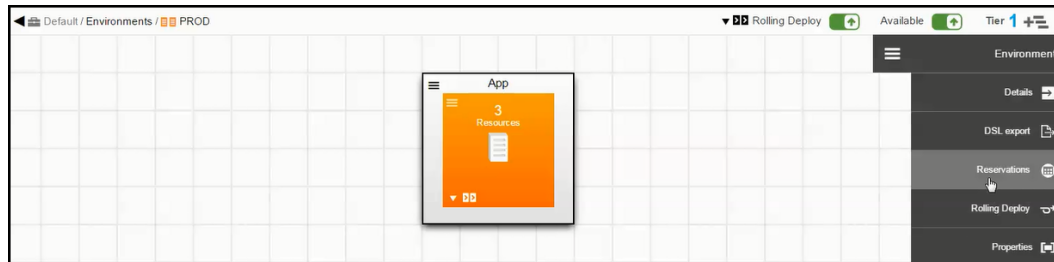 Default / Environments / PROD
Rolling Deploy
Available
Tier 1
Environment
App
3
Resources
Details
DSL export
Reservations
Rolling Deploy
Properties